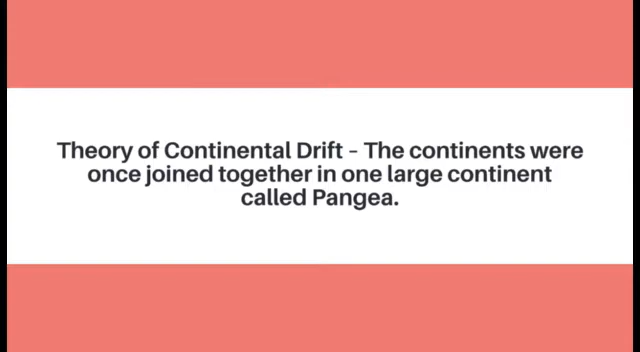 Theory of Continental Drift – The continents were
once joined together in one large continent
called Pangea.